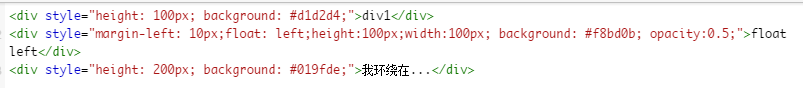 <div style="height: 100px; background: #d1d2d4;">div1</div>
<div style="margin-left: 10px;float: left;height:100px;width:100px; background: #f8bd0b; opacity:0.5;">float
left</div>
<div style="height: 200px; background: #019fde;">我环绕在...</div>